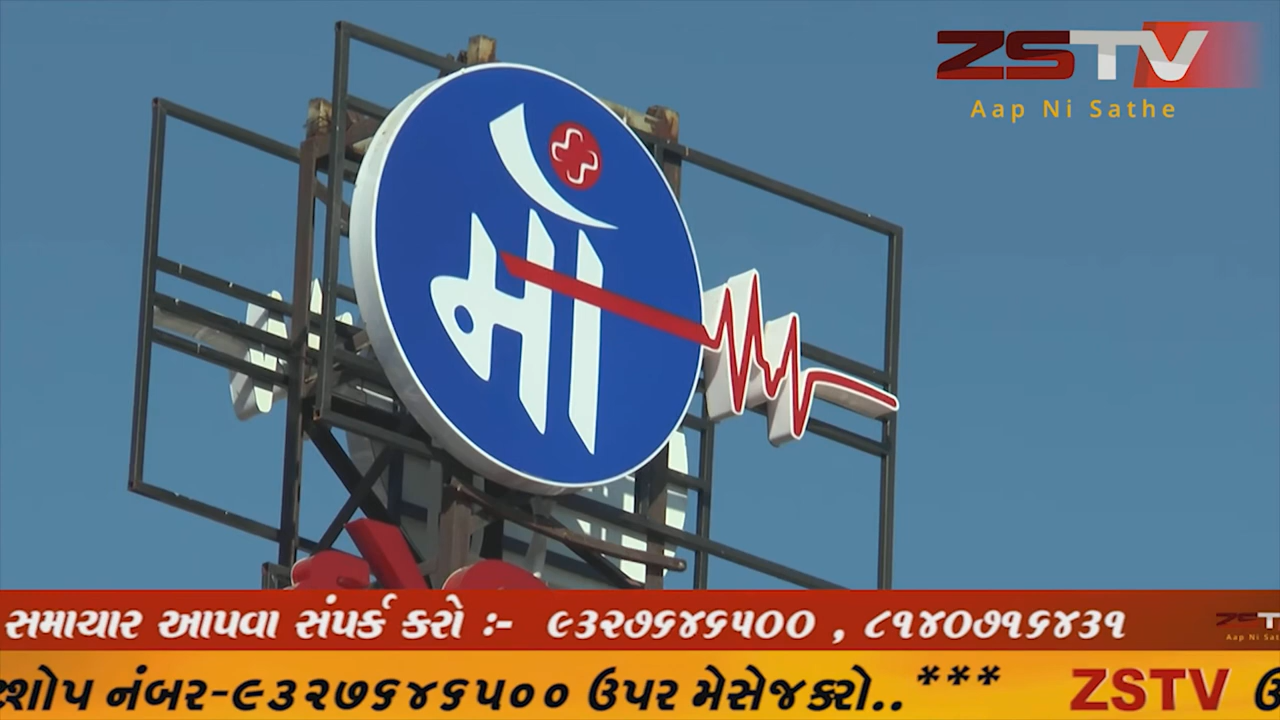 ZSTV
Aap Ni Sathe
માઁ
સમાચાર આપવા સંપર્ક કરો :- ૯૩૨૭૬૪૬૫૦૦ , ૮૧૪૦૭૧૬૪૩૧
નંબર-૯૩૨૭૬૪૬૫૦૦ ઉપર મેસેજ કરો.. *** ZSTV